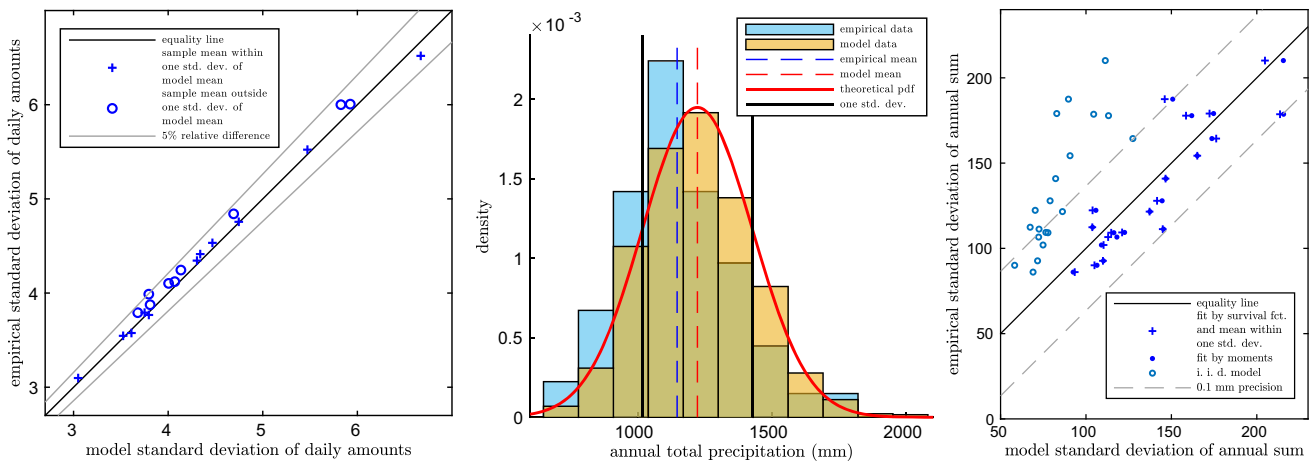 empirical standard deviation of daily amounts
7
6
5
4
3
3
4
5
6
model standard deviation of daily amounts
equality line
sample mean within
one std. dev. of
model mean
sample mean outside
one std. dev. of
model mean
5% relative difference
×10⁻³
density
2
1.5
1
0.5
0
1000
1500
2000
annual total precipitation (mm)
empirical data
model data
empirical mean
model mean
theoretical pdf
one std. dev.
empirical standard deviation of annual sum
200
150
100
50
0
50
100
150
200
model standard deviation of annual sum
equality line
fit by survival fct.
and mean within
one std. dev.
fit by moments
i. i. d. model
0.1 mm precision